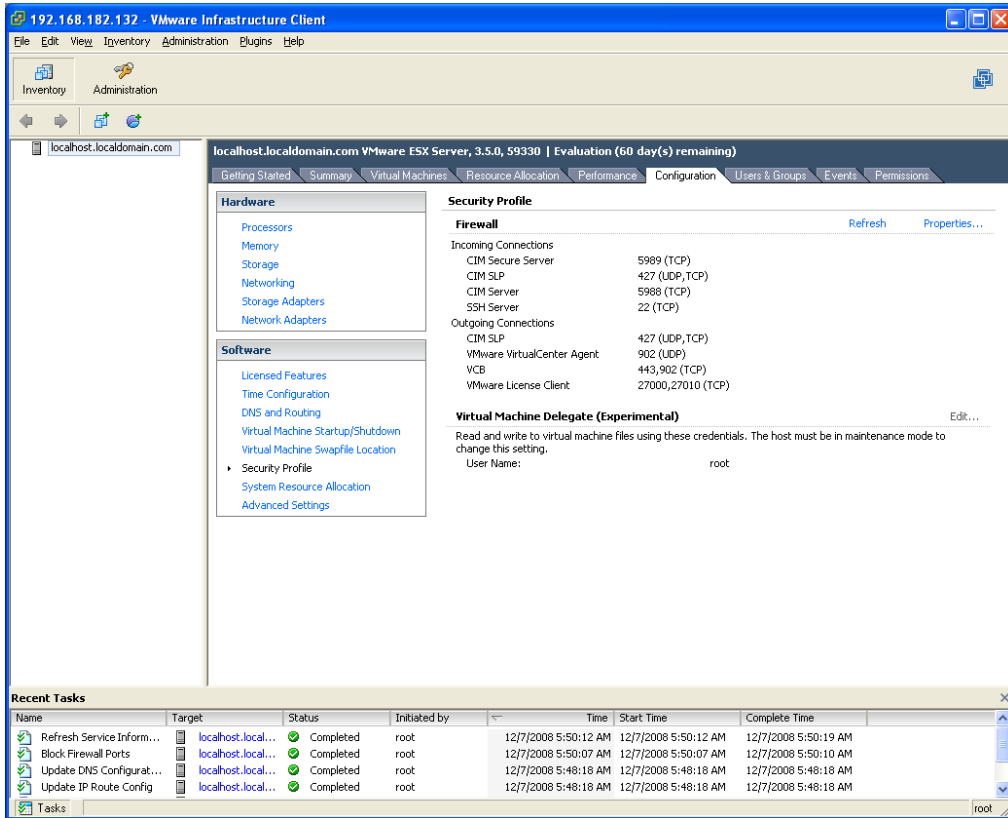 192.168.182.132 - VMware Infrastructure Client
File Edit View Inventory Administration Plugins Help
Inventory Administration
localhost.localdomain.com
localhost.localdomain.com VMware ESX Server, 3.5.0, 59330 | Evaluation (60 day(s) remaining)
Getting Started Summary Virtual Machines Resource Allocation Performance Configuration Users & Groups Events Permissions
Hardware
Processors
Memory
Storage
Networking
Storage Adapters
Network Adapters
Software
Licensed Features
Time Configuration
DNS and Routing
Virtual Machine Startup/Shutdown
Virtual Machine Swapfile Location
Security Profile
System Resource Allocation
Advanced Settings
Security Profile
Firewall Refresh Properties...
Incoming Connections
CIM Secure Server 5989 (TCP)
CIM SLP 427 (UDP,TCP)
CIM Server 5988 (TCP)
SSH Server 22 (TCP)
Outgoing Connections
CIM SLP 427 (UDP,TCP)
VMware VirtualCenter Agent 902 (UDP)
VCB 443,902 (TCP)
VMware License Client 27000,27010 (TCP)
Virtual Machine Delegate (Experimental) Edit...
Read and write to virtual machine files using these credentials. The host must be in maintenance mode to
change this setting.
User Name: root
Recent Tasks
Name Target Status Initiated by Time Start Time Complete Time
Refresh Service Inform... localhost.local... Completed root 12/7/2008 5:50:12 AM 12/7/2008 5:50:12 AM 12/7/2008 5:50:19 AM
Block Firewall Ports localhost.local... Completed root 12/7/2008 5:50:07 AM 12/7/2008 5:50:07 AM 12/7/2008 5:50:10 AM
Update DNS Configurat... localhost.local... Completed root 12/7/2008 5:48:18 AM 12/7/2008 5:48:18 AM 12/7/2008 5:48:18 AM
Update IP Route Config localhost.local... Completed root 12/7/2008 5:48:18 AM 12/7/2008 5:48:18 AM 12/7/2008 5:48:18 AM
Tasks root